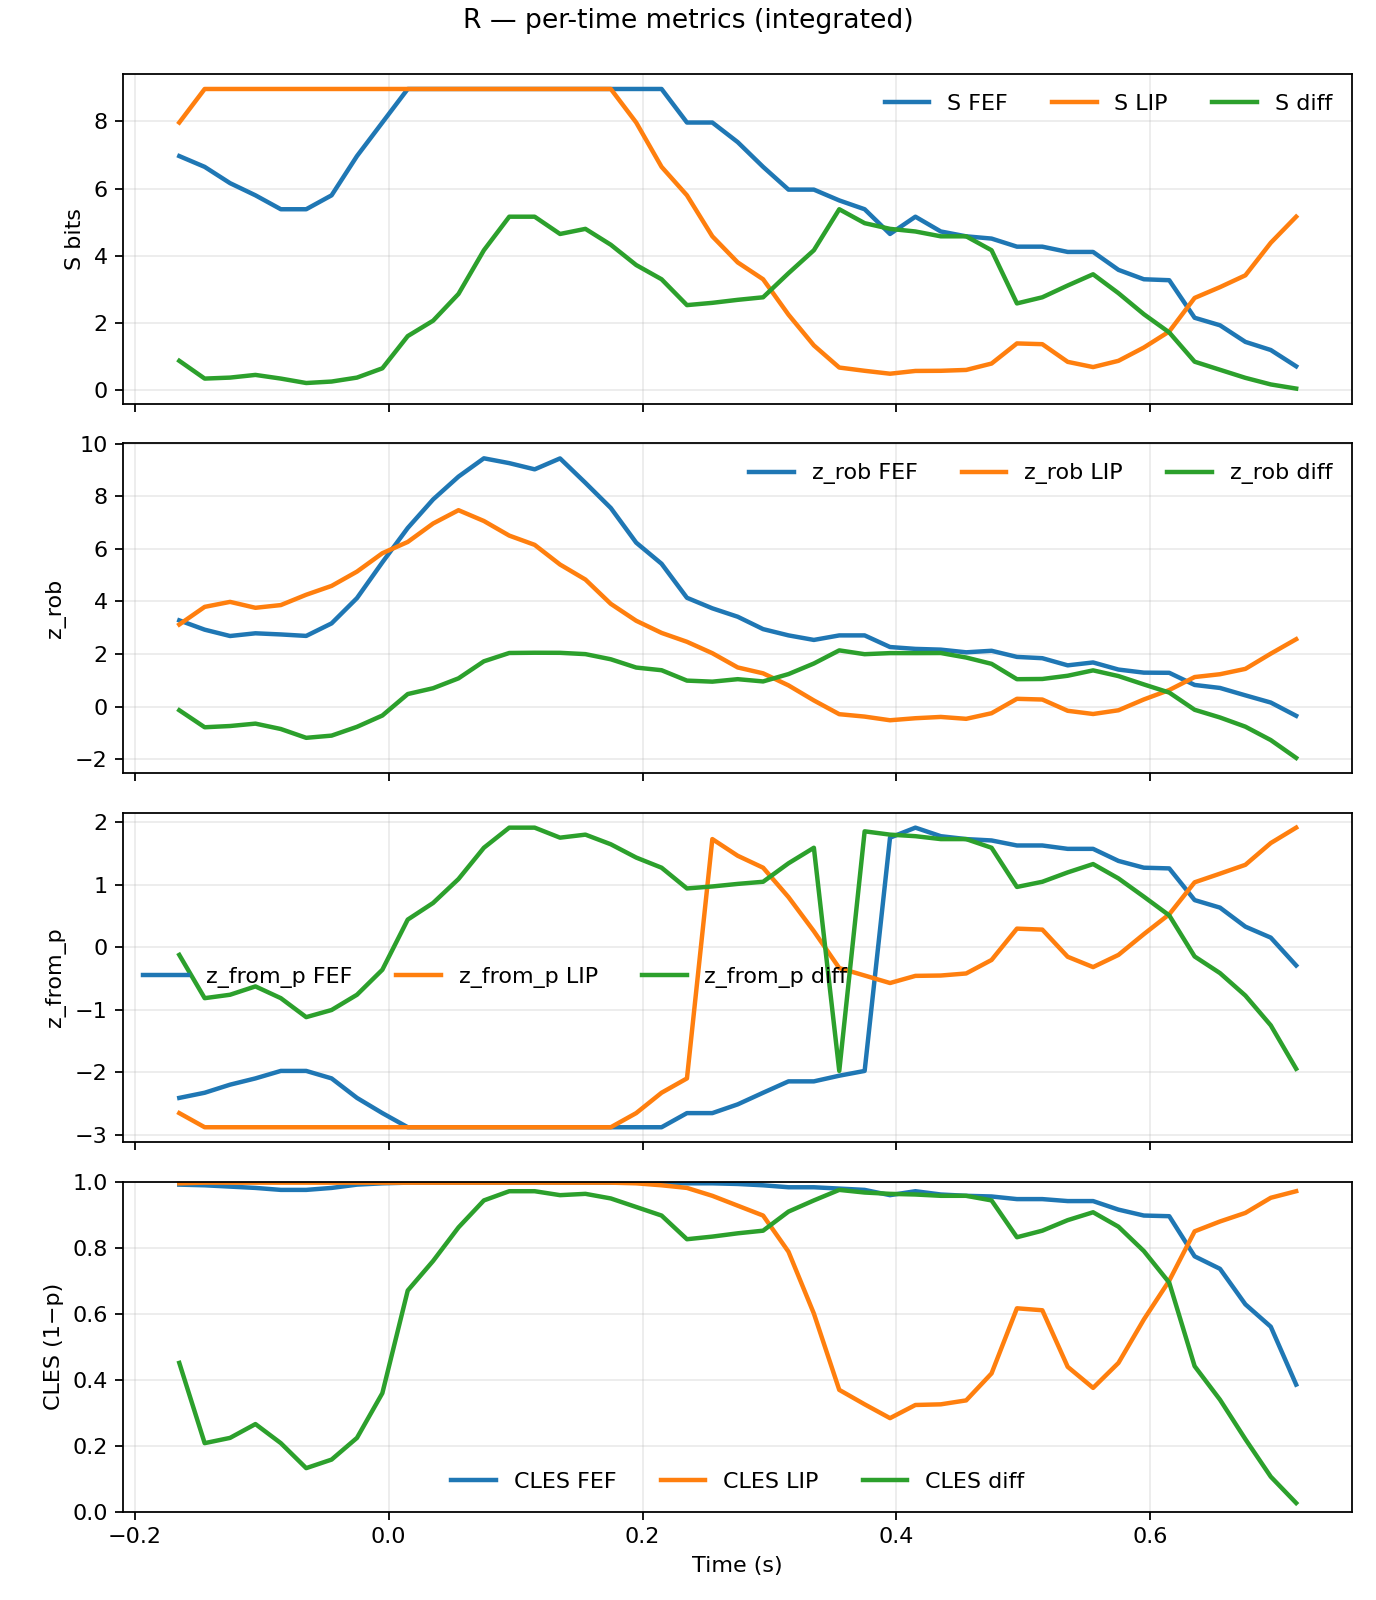 R — per-time metrics (integrated)
S FEF S LIP S diff
8
6
4
2
0
S bits
z_rob FEF z_rob LIP z_rob diff
10
8
6
4
2
0
−2
z_rob
2
1
0
−1
−2
−3
z_from_p
z_from_p FEF z_from_p LIP z_from_p diff
1.0
0.8
0.6
0.4
0.2
0.0
CLES (1−p)
CLES FEF CLES LIP CLES diff
−0.2 0.0 0.2 0.4 0.6
Time (s)